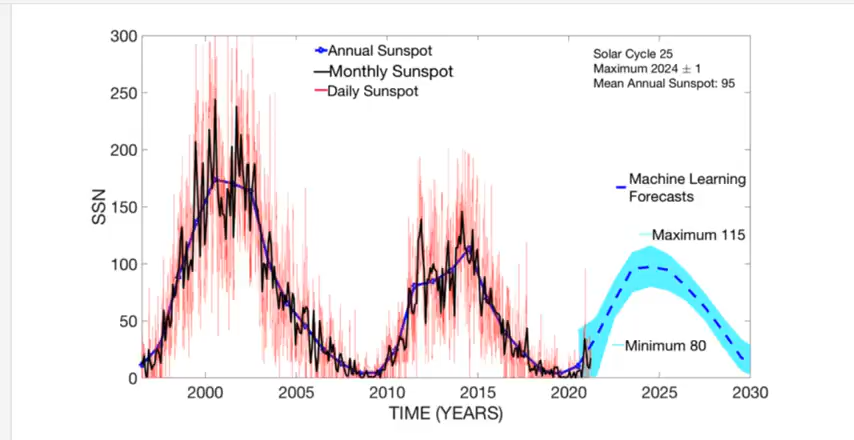 300
250
200
150
100
50
0
SSN
Annual Sunspot
Monthly Sunspot
Daily Sunspot
Solar Cycle 25
Maximum 2024 ± 1
Mean Annual Sunspot: 95
Machine Learning
Forecasts
Maximum 115
Minimum 80
2000
2005
2010
2015
2020
2025
2030
TIME (YEARS)